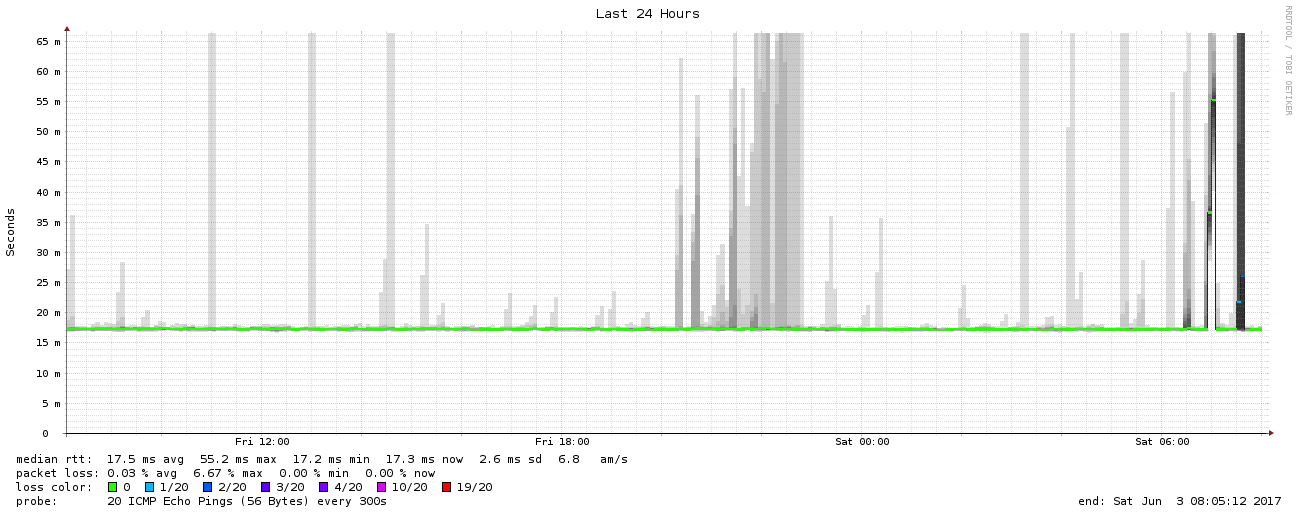 Last 24 Hours
RRDTOOL / TOBI OETIKER
Seconds
65 m
60 m
55 m
50 m
45 m
40 m
35 m
30 m
25 m
20 m
15 m
10 m
5 m
0
Fri 12:00 Fri 18:00 Sat 00:00 Sat 06:00
median rtt: 17.5 ms avg 55.2 ms max 17.2 ms min 17.3 ms now 2.6 ms sd 6.8 am/s
packet loss: 0.03 % avg 6.67 % max 0.00 % min 0.00 % now
loss color: 0 1/20 2/20 3/20 4/20 10/20 19/20
probe: 20 ICMP Echo Pings (56 Bytes) every 300s end: Sat Jun 3 08:05:12 2017